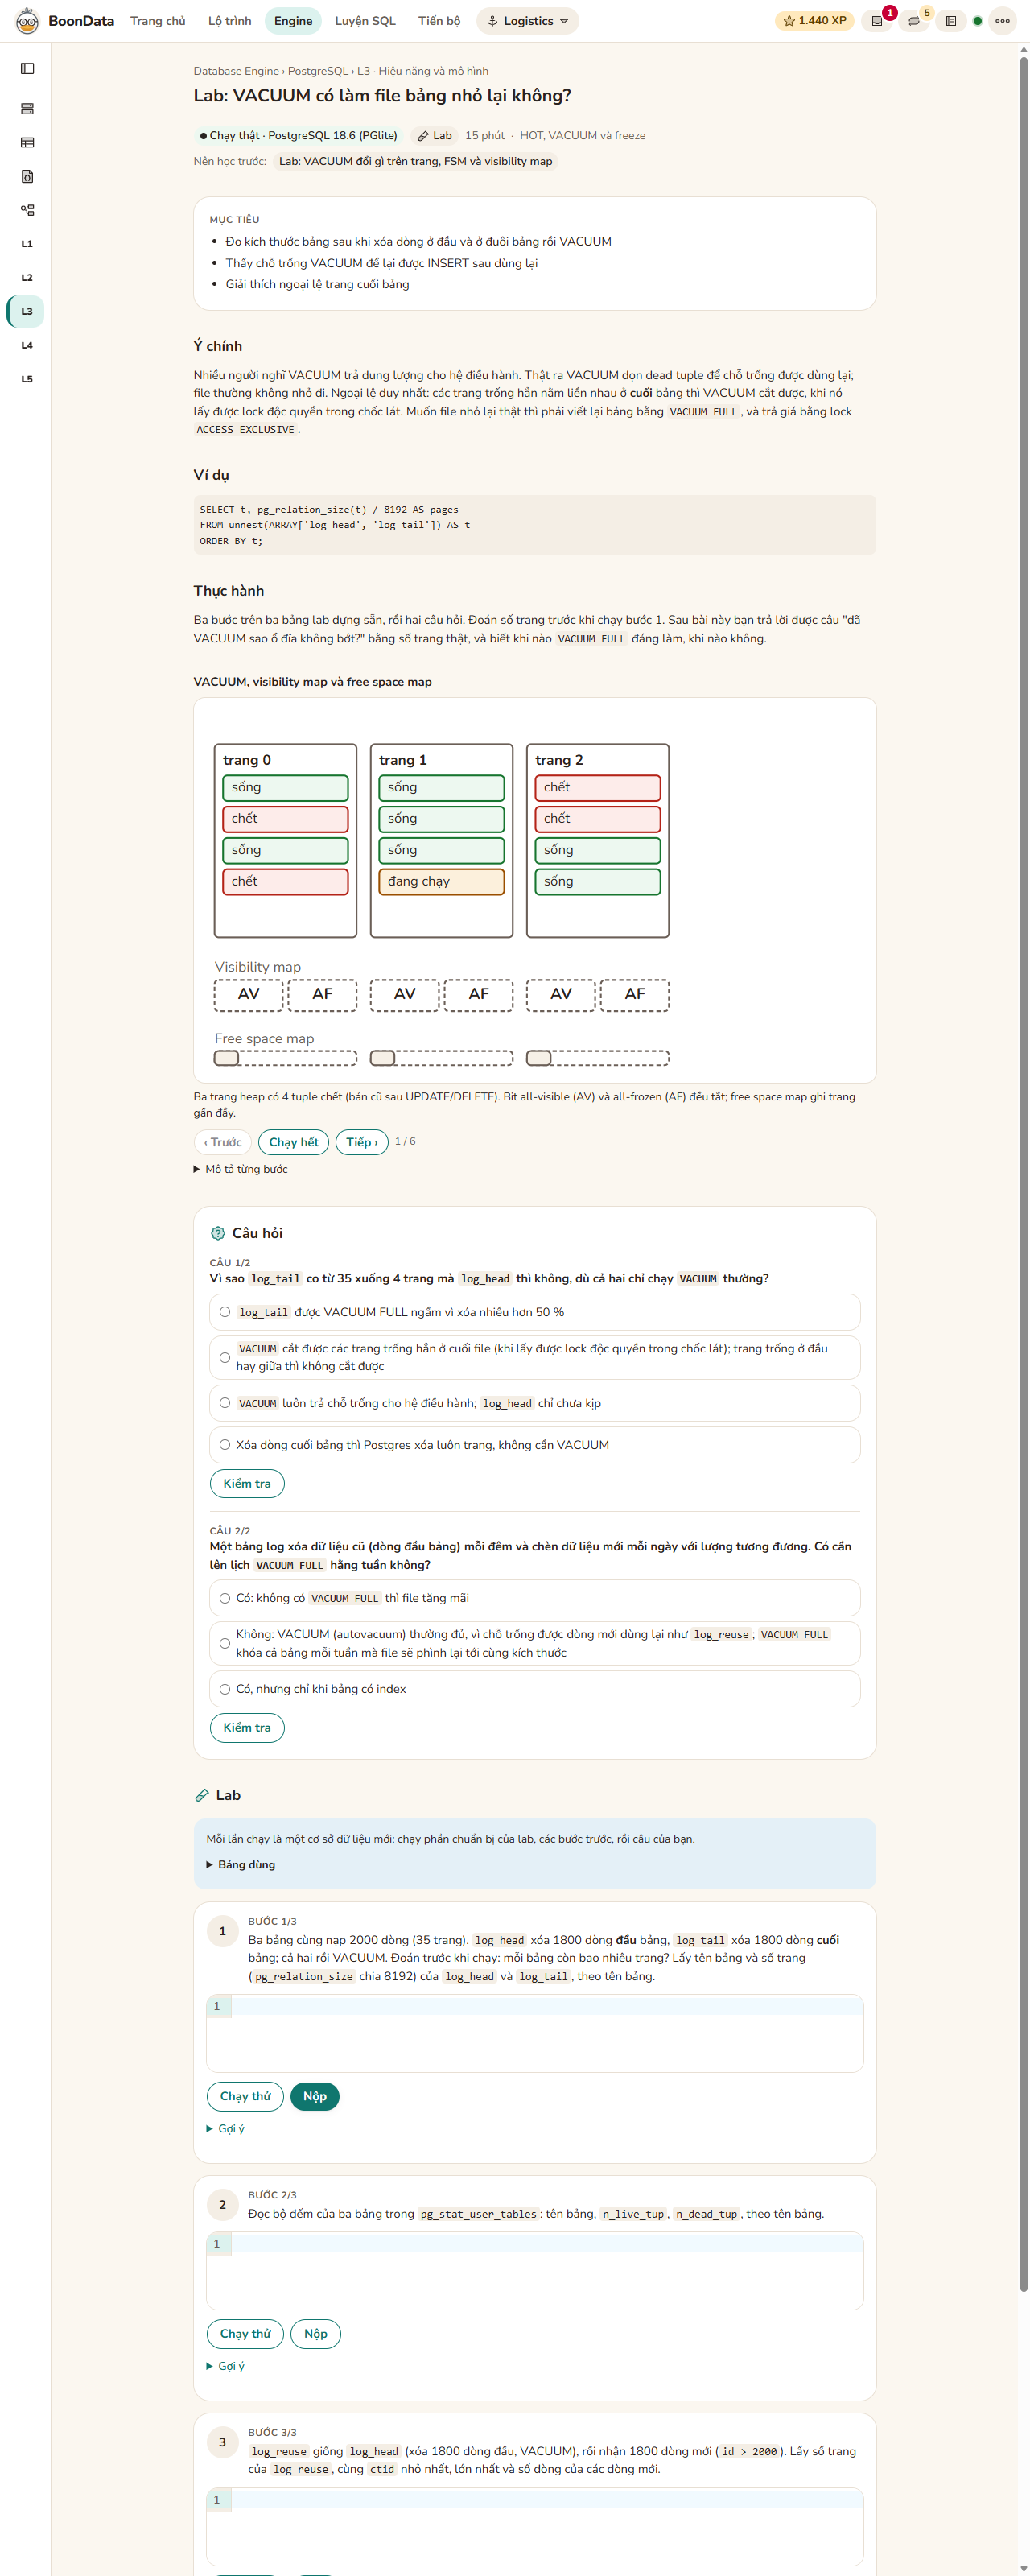 BoonData Trang chủ Lộ trình Engine Luyện SQL Tiến bộ Logistics 1.440 XP 1 5
Database Engine › PostgreSQL › L3 · Hiệu năng và mô hình
Lab: VACUUM có làm file bảng nhỏ lại không?
Chạy thật · PostgreSQL 18.6 (PGlite) Lab 15 phút · HOT, VACUUM và freeze
Nên học trước: Lab: VACUUM đổi gì trên trang, FSM và visibility map
L1
L2
L3
L4
L5
MỤC TIÊU
• Đo kích thước bảng sau khi xóa dòng ở đầu và ở đuôi bảng rồi VACUUM
• Thấy chỗ trống VACUUM để lại được INSERT sau dùng lại
• Giải thích ngoại lệ trang cuối bảng
Ý chính
Nhiều người nghĩ VACUUM trả dung lượng cho hệ điều hành. Thật ra VACUUM dọn dead tuple để chỗ trống được dùng lại;
file thường không nhỏ đi. Ngoại lệ duy nhất: các trang trống hẳn nằm liền nhau ở cuối bảng thì VACUUM cắt được, khi nó
lấy được lock độc quyền trong chốc lát. Muốn file nhỏ lại thật thì phải viết lại bảng bằng VACUUM FULL, và trả giá bằng lock
ACCESS EXCLUSIVE.
Ví dụ
SELECT t, pg_relation_size(t) / 8192 AS pages
FROM unnest(ARRAY['log_head', 'log_tail']) AS t
ORDER BY t;
Thực hành
Ba bước trên ba bảng lab dựng sẵn, rồi hai câu hỏi. Đoán số trang trước khi chạy bước 1. Sau bài này bạn trả lời được câu "đã
VACUUM sao ổ đĩa không bớt?" bằng số trang thật, và biết khi nào VACUUM FULL đáng làm, khi nào không.
VACUUM, visibility map và free space map
trang 0 trang 1 trang 2
sống sống chết
chết sống chết
sống sống sống
chết đang chạy sống
Visibility map
AV AF AV AF AV AF
Free space map
Ba trang heap có 4 tuple chết (bản cũ sau UPDATE/DELETE). Bit all-visible (AV) và all-frozen (AF) đều tắt; free space map ghi trang
gần đầy.
‹ Trước Chạy hết Tiếp › 1 / 6
Mô tả từng bước
Câu hỏi
CÂU 1/2
Vì sao log_tail co từ 35 xuống 4 trang mà log_head thì không, dù cả hai chỉ chạy VACUUM thường?
log_tail được VACUUM FULL ngầm vì xóa nhiều hơn 50 %
VACUUM cắt được các trang trống hẳn ở cuối file (khi lấy được lock độc quyền trong chốc lát); trang trống ở đầu
hay giữa thì không cắt được
VACUUM luôn trả chỗ trống cho hệ điều hành; log_head chỉ chưa kịp
Xóa dòng cuối bảng thì Postgres xóa luôn trang, không cần VACUUM
Kiểm tra
CÂU 2/2
Một bảng log xóa dữ liệu cũ (dòng đầu bảng) mỗi đêm và chèn dữ liệu mới mỗi ngày với lượng tương đương. Có cần
lên lịch VACUUM FULL hằng tuần không?
Có: không có VACUUM FULL thì file tăng mãi
Không: VACUUM (autovacuum) thường đủ, vì chỗ trống được dòng mới dùng lại như log_reuse; VACUUM FULL
khóa cả bảng mỗi tuần mà file sẽ phình lại tới cùng kích thước
Có, nhưng chỉ khi bảng có index
Kiểm tra
Lab
Mỗi lần chạy là một cơ sở dữ liệu mới: chạy phần chuẩn bị của lab, các bước trước, rồi câu của bạn.
Bảng dùng
1 BƯỚC 1/3
Ba bảng cùng nạp 2000 dòng (35 trang). log_head xóa 1800 dòng đầu bảng, log_tail xóa 1800 dòng cuối
bảng; cả hai rồi VACUUM. Đoán trước khi chạy: mỗi bảng còn bao nhiêu trang? Lấy tên bảng và số trang
(pg_relation_size chia 8192) của log_head và log_tail, theo tên bảng.
1
Chạy thử Nộp
Gợi ý
2 BƯỚC 2/3
Đọc bộ đếm của ba bảng trong pg_stat_user_tables: tên bảng, n_live_tup, n_dead_tup, theo tên bảng.
1
Chạy thử Nộp
Gợi ý
3 BƯỚC 3/3
log_reuse giống log_head (xóa 1800 dòng đầu, VACUUM), rồi nhận 1800 dòng mới (id > 2000). Lấy số trang
của log_reuse, cùng ctid nhỏ nhất, lớn nhất và số dòng của các dòng mới.
1